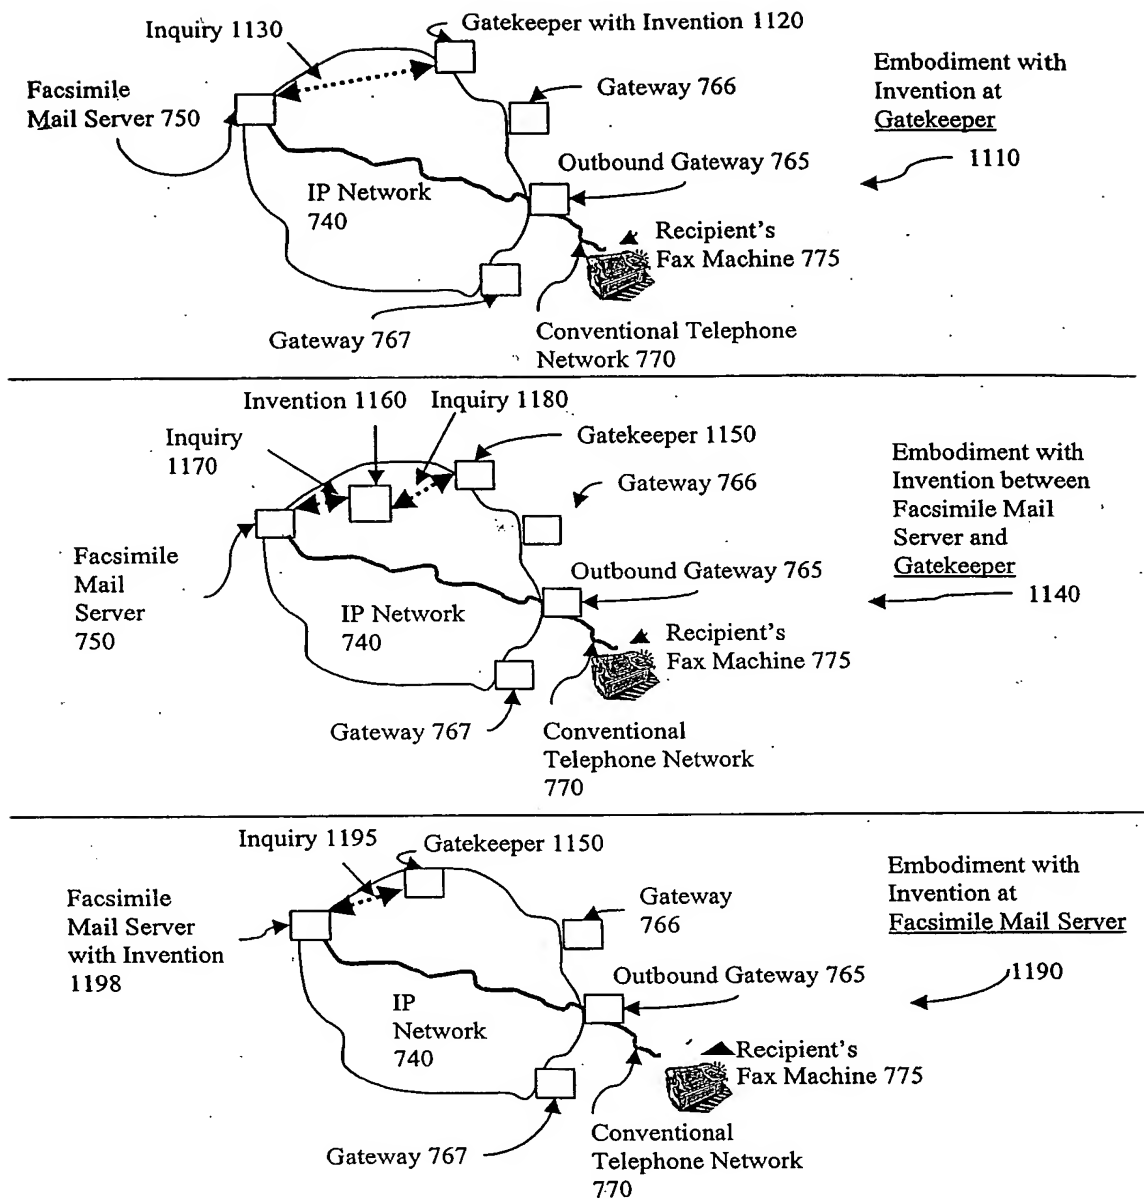 Inquiry 1130
Gatekeeper with Invention 1120
Facsimile
Mail Server 750
Gateway 766
Embodiment with
Invention at
Gatekeeper
1110
Outbound Gateway 765
IP Network
740
Recipient's
Fax Machine 775
Gateway 767
Conventional Telephone
Network 770
Invention 1160
Inquiry 1180
Inquiry
1170
Gatekeeper 1150
Gateway 766
Embodiment with
Invention between
Facsimile Mail
Server and
Gatekeeper
1140
Facsimile
Mail
Server
750
Outbound Gateway 765
IP Network
740
Recipient's
Fax Machine 775
Gateway 767
Conventional
Telephone Network
770
Inquiry 1195
Gatekeeper 1150
Facsimile
Mail Server
with Invention
1198
Gateway
766
Embodiment with
Invention at
Facsimile Mail Server
1190
Outbound Gateway 765
IP
Network
740
Recipient's
Fax Machine 775
Gateway 767
Conventional
Telephone Network
770